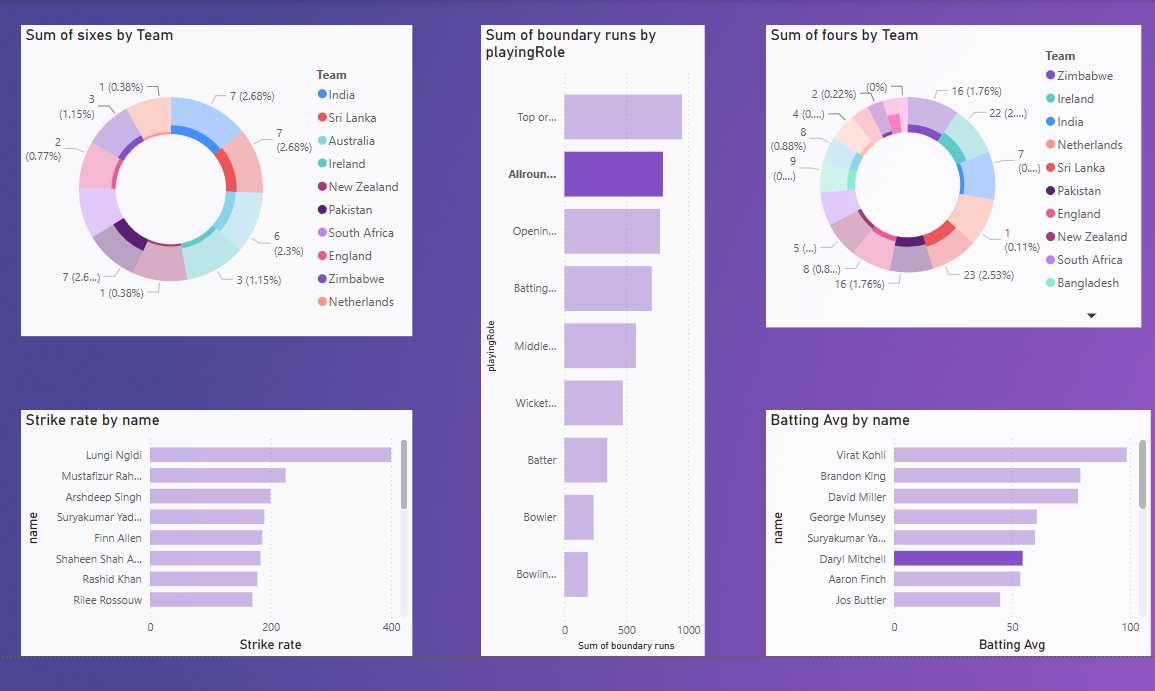 Sum of sixes by Team
1 (0.38%)
7 (2.68%)
3
(1.15%)
7
(2.68%)
2
(0.77%)
6
(2.3%)
7 (2.6...)
3 (1.15%)
1 (0.38%)
Team
India
Sri Lanka
Australia
Ireland
New Zealand
Pakistan
South Africa
England
Zimbabwe
Netherlands
Sum of boundary runs by
playingRole
playingRole
Top or...
Allroun...
Openin...
Batting...
Middle...
Wicket...
Batter
Bowler
Bowlin...
0
500
1000
Sum of boundary runs
Sum of fours by Team
2 (0.22%)
(0%)
16 (1.76%)
4 (0....)
22 (2....)
8
(0.88%)
7
(0....)
9
(0....)
1
(0.11%)
5 (...)
8 (0.8...)
23 (2.53%)
16 (1.76%)
Team
Zimbabwe
Ireland
India
Netherlands
Sri Lanka
Pakistan
England
New Zealand
South Africa
Bangladesh
Strike rate by name
name
Lungi Ngidi
Mustafizur Rah...
Arshdeep Singh
Suryakumar Yad...
Finn Allen
Shaheen Shah A...
Rashid Khan
Rilee Rossouw
0
200
400
Strike rate
Batting Avg by name
name
Virat Kohli
Brandon King
David Miller
George Munsey
Suryakumar Ya...
Daryl Mitchell
Aaron Finch
Jos Buttler
0
50
100
Batting Avg